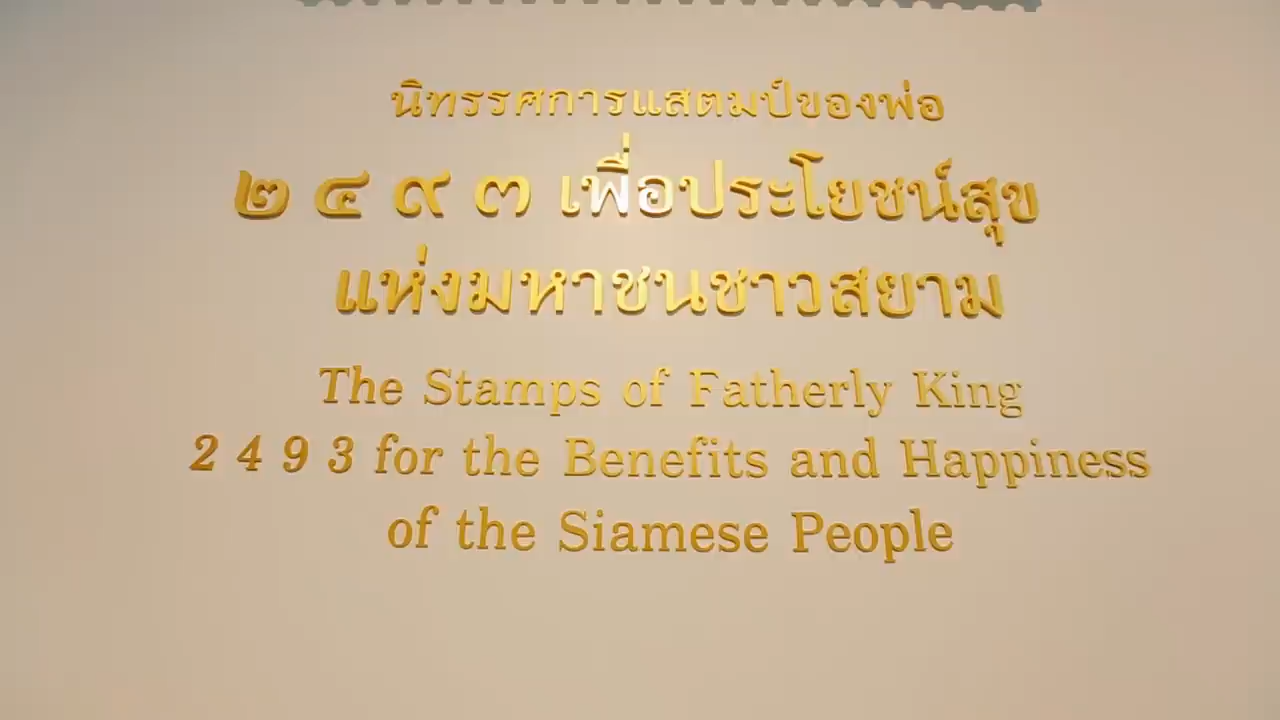 นิทรรศการแสตมป์ของพ่อ
๒ ๔ ๙ ๓ เพื่อประโยชน์สุข
แห่งมหาชนชาวสยาม
The Stamps of Fatherly King
2 4 9 3 for the Benefits and Happiness
of the Siamese People